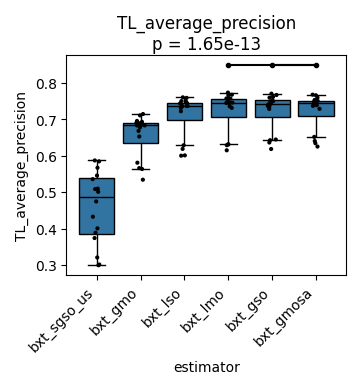 TL_average_precision
p = 1.65e-13
TL_average_precision
0.8
0.7
0.6
0.5
0.4
0.3
bxt_sgso_us
bxt_gmo
bxt_lso
bxt_lmo
bxt_gso
bxt_gmosa
estimator